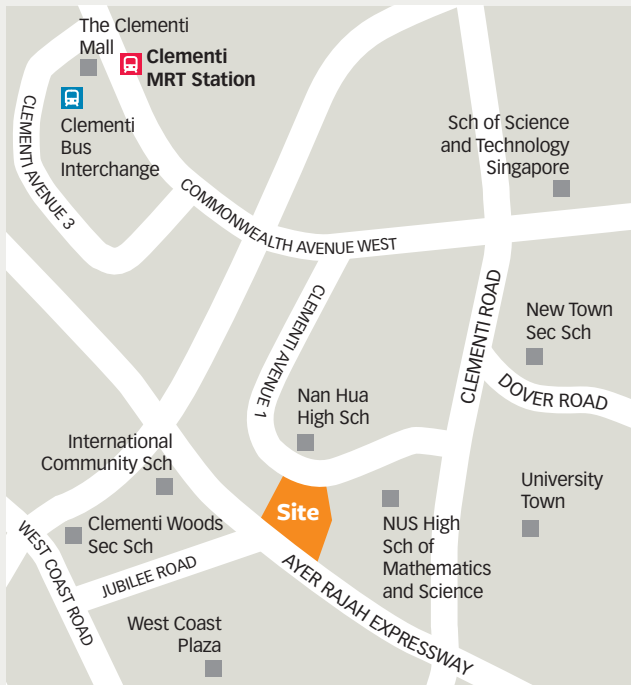 The Clementi
Mall
Clementi
MRT Station
Clementi
Bus
Interchange
CLEMENTI AVENUE 3
Sch of Science
and Technology
Singapore
COMMONWEALTH AVENUE WEST
CLEMENTI AVENUE 1
CLEMENTI ROAD
New Town
Sec Sch
DOVER ROAD
Nan Hua
High Sch
International
Community Sch
University
Town
Site
Clementi Woods
Sec Sch
NUS High
Sch of
Mathematics
and Science
WEST COAST ROAD
JUBILEE ROAD
AYER RAJAH EXPRESSWAY
West Coast
Plaza